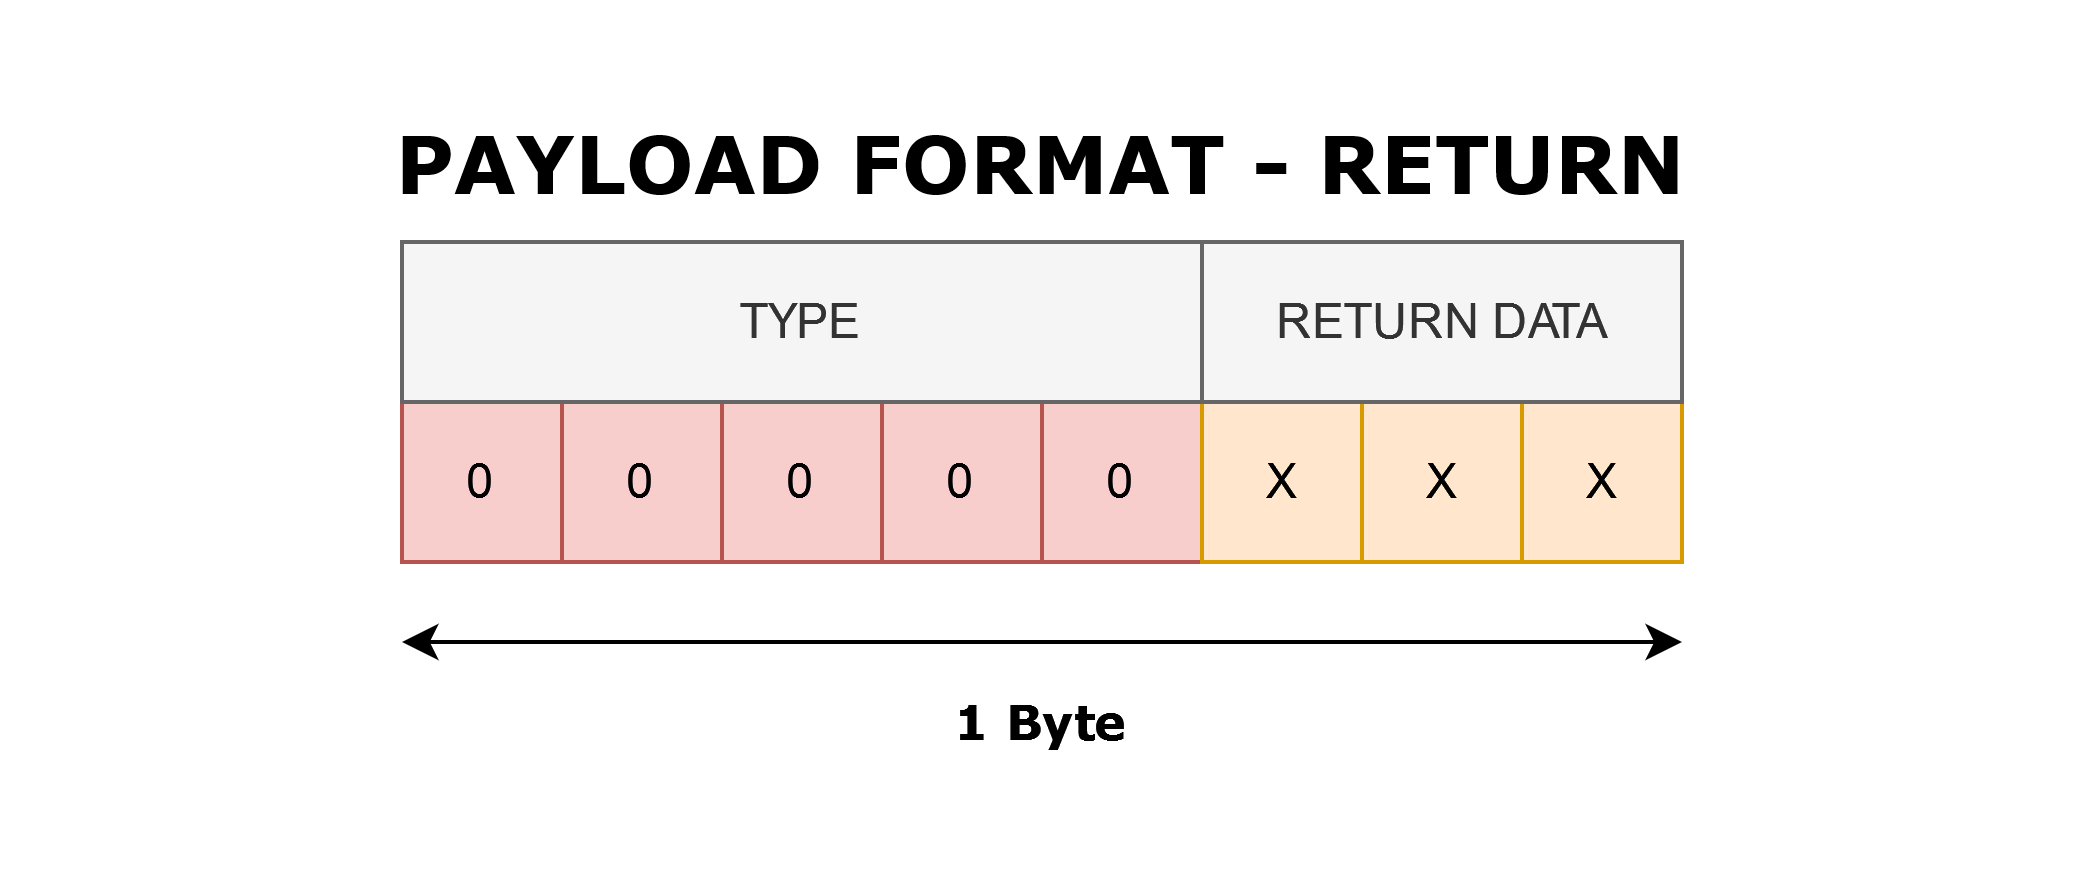 PAYLOAD FORMAT - RETURN
TYPE RETURN DATA
0 0 0 0 0 X X X
1 Byte